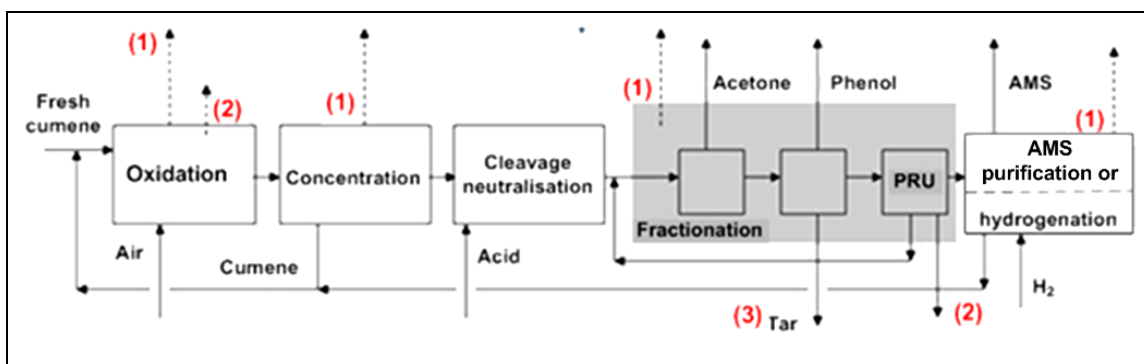 (1)
(1)
(1)
Acetone
Phenol
AMS
(1)
Fresh
cumene
(2)
Oxidation
Concentration
Cleavage
neutralisation
PRU
AMS
purification or
hydrogenation
Fractionation
Air
Cumene
Acid
H2
(3)
Tar
(2)